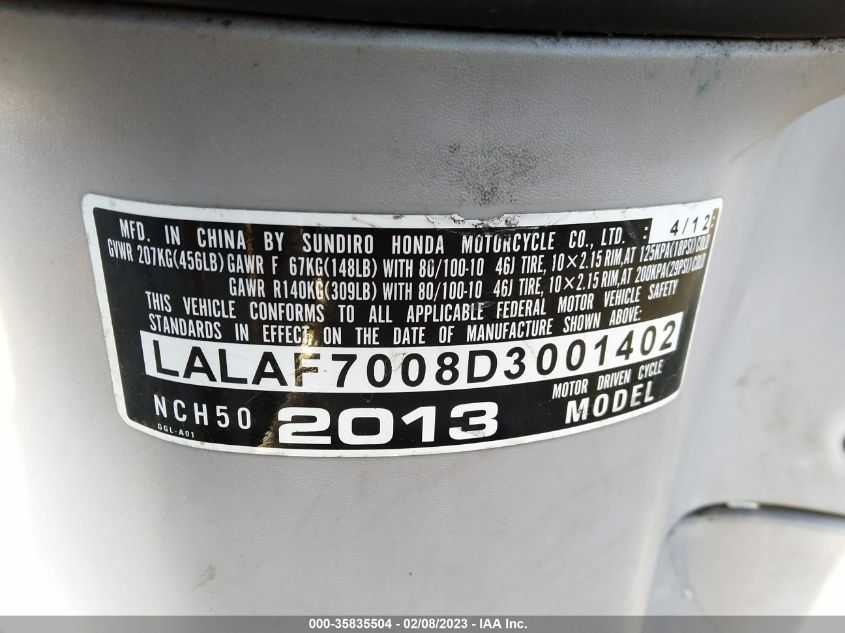 MFD. IN CHINA BY SUNDIRO HONDA MOTORCYCLE CO., LTD. : 4/12
GVWR 207KG(456LB) GAWR F 67KG(148LB) WITH 80/100-10 46J TIRE, 10×2.15 RIM, AT 125KPA(18PSI) COLD
GAWR R140KG(309LB) WITH 80/100-10 46J TIRE, 10×2.15 RIM, AT 200KPA(29PSI) COLD
THIS VEHICLE CONFORMS TO ALL APPLICABLE FEDERAL MOTOR VEHICLE SAFETY
STANDARDS IN EFFECT ON THE DATE OF MANUFACTURE SHOWN ABOVE:
LALAF7008D3001402
NCH50 2013 MOTOR DRIVEN CYCLE
MODEL
GGL-A01
000-35835504 - 02/08/2023 - IAA Inc.